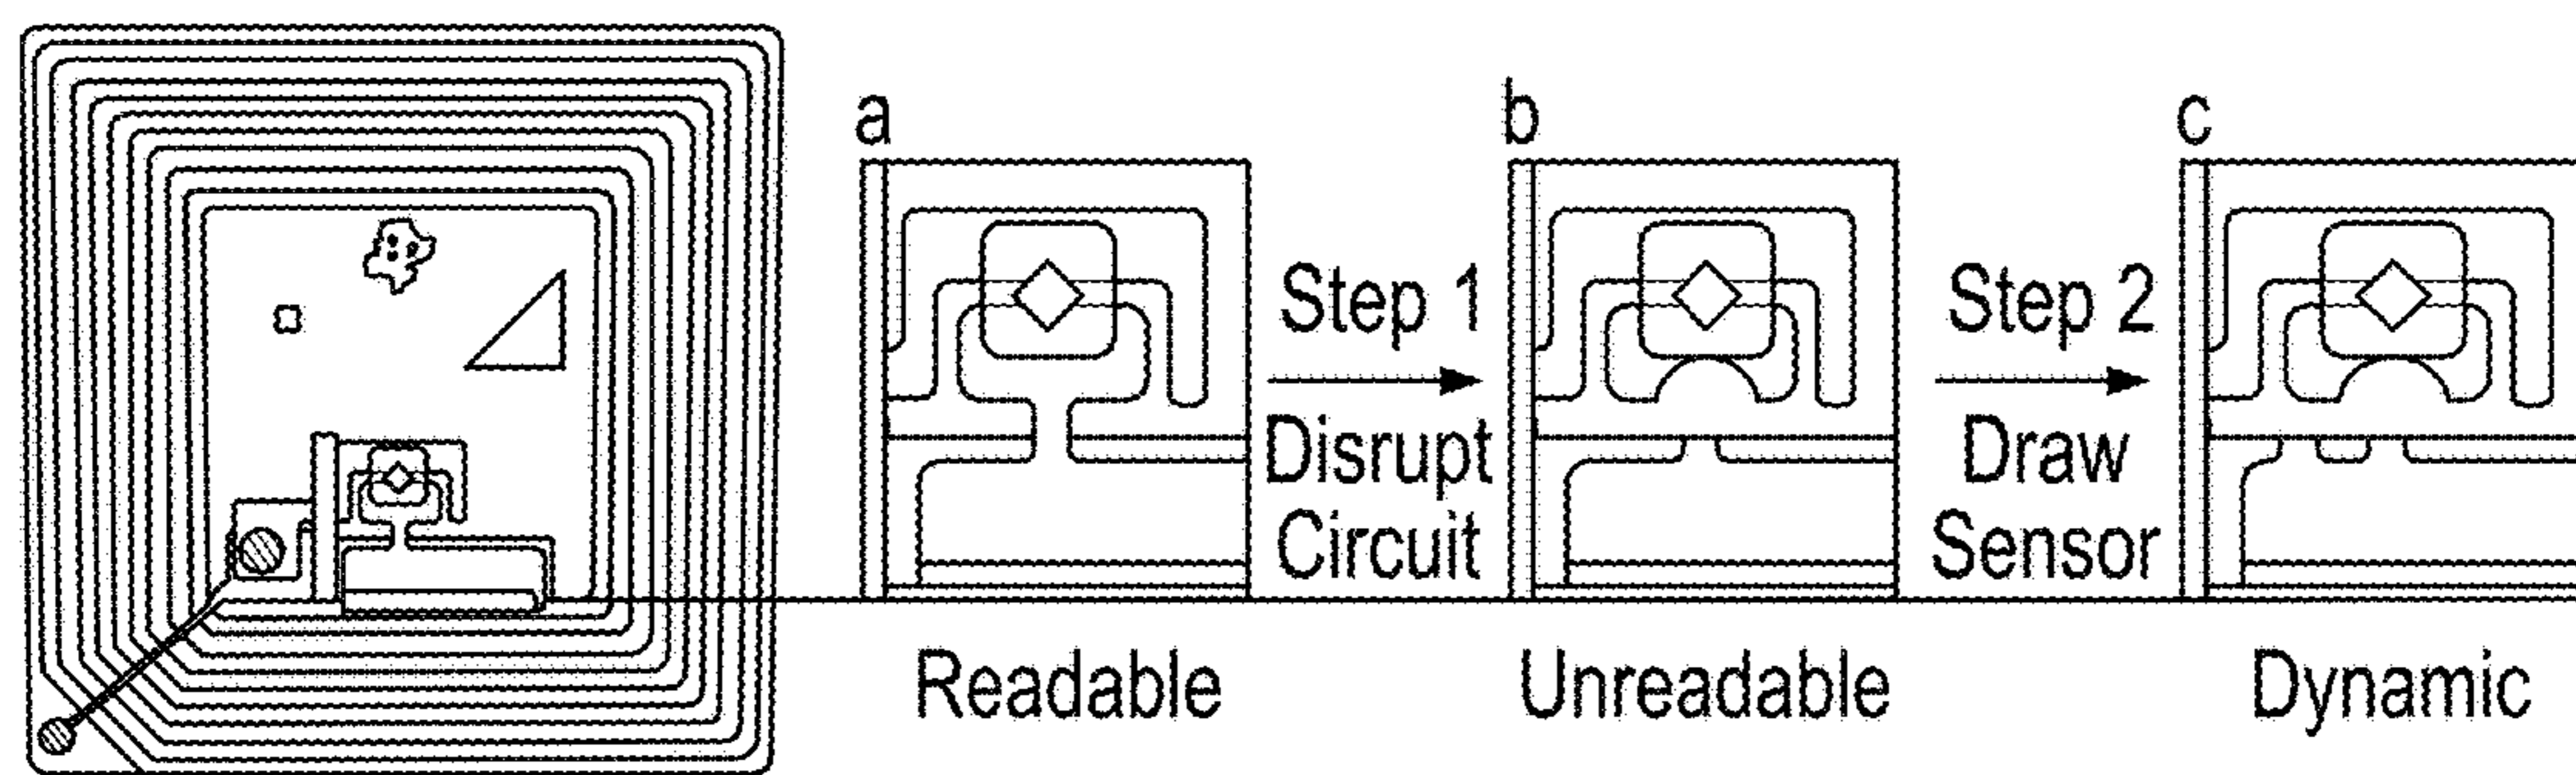 a
b
c
Step 1
Disrupt
Circuit
Step 2
Draw
Sensor
Readable
Unreadable
Dynamic